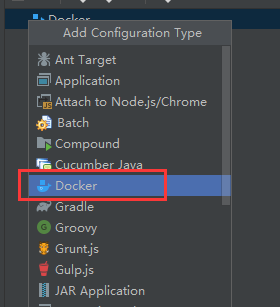 Docker
Add Configuration Type
Ant Target
Application
Attach to Node.js/Chrome
Batch
Compound
Cucumber Java
Docker
Gradle
Groovy
Grunt.js
Gulp.js
JAR Application